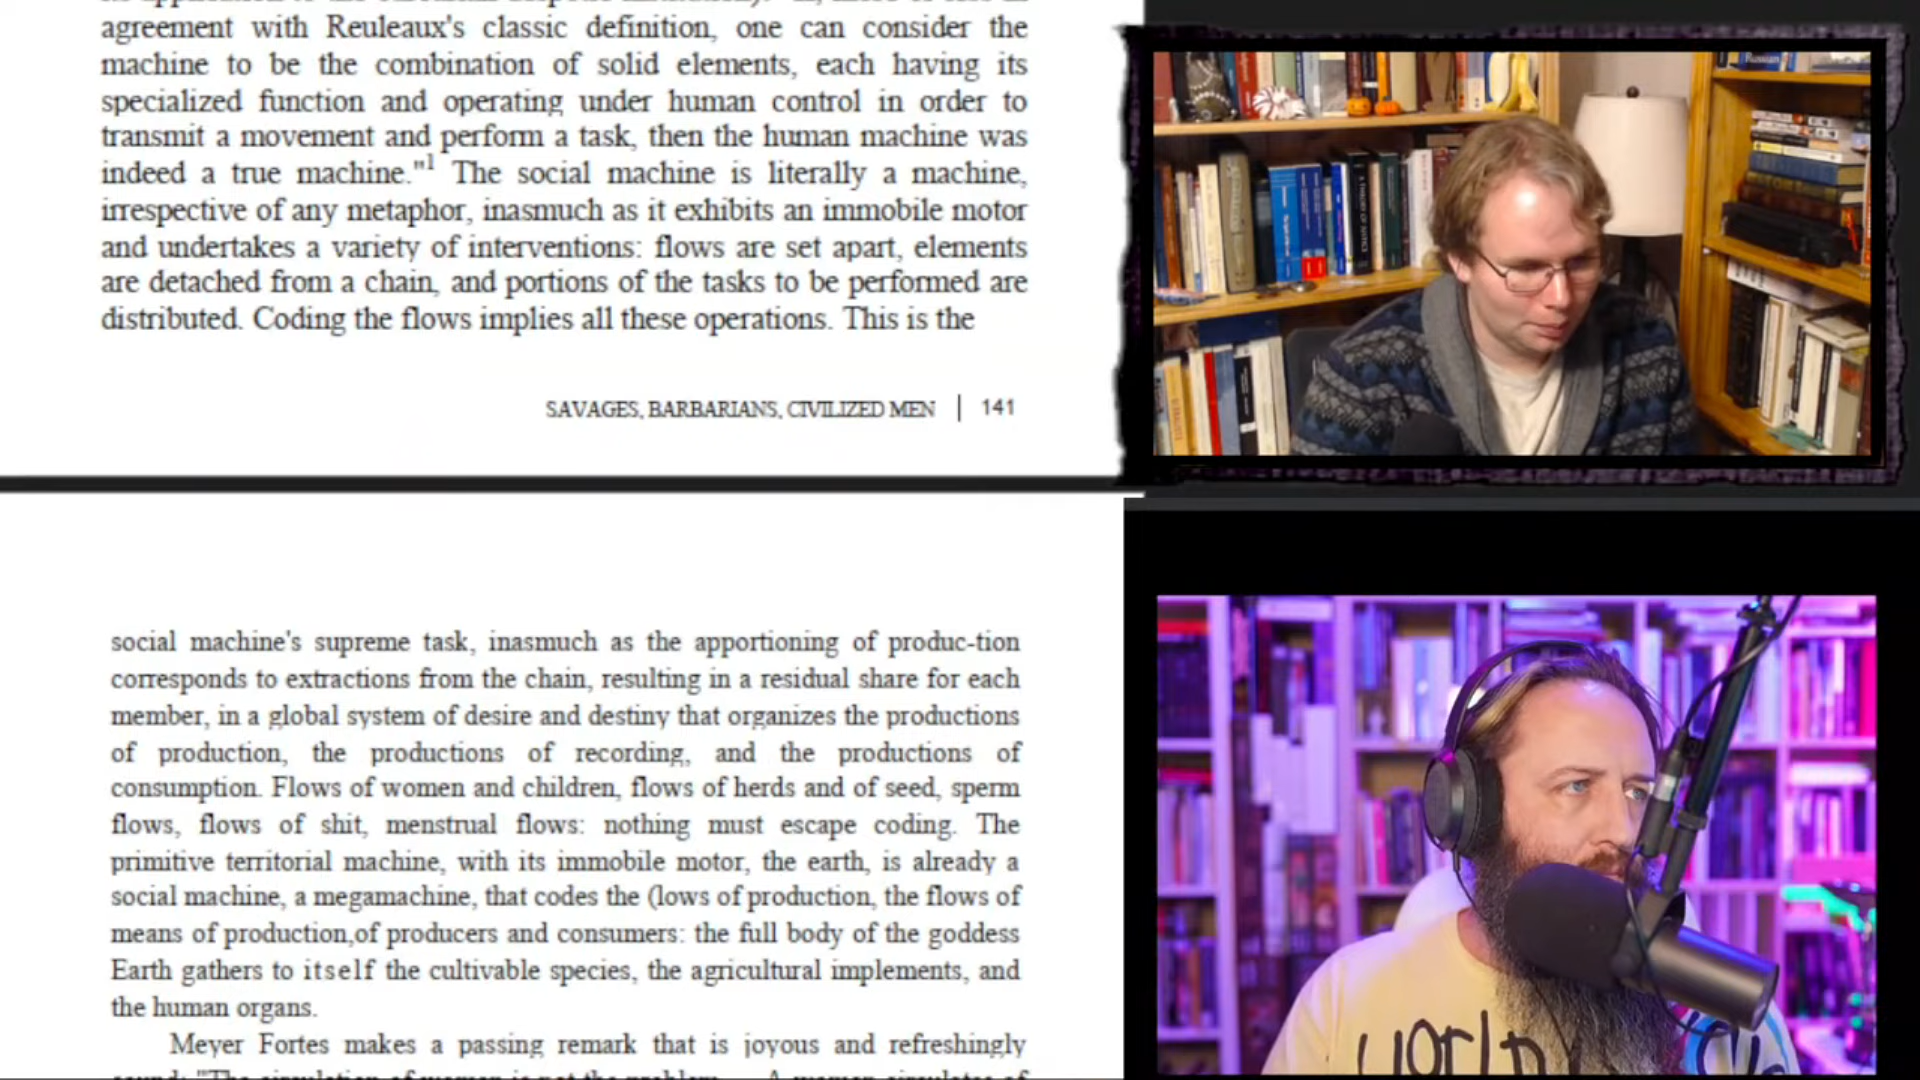 agreement with Reuleaux's classic definition, one can consider the
machine to be the combination of solid elements, each having its
specialized function and operating under human control in order to
transmit a movement and perform a task, then the human machine was
indeed a true machine."1 The social machine is literally a machine,
irrespective of any metaphor, inasmuch as it exhibits an immobile motor
and undertakes a variety of interventions: flows are set apart, elements
are detached from a chain, and portions of the tasks to be performed are
distributed. Coding the flows implies all these operations. This is the
SAVAGES, BARBARIANS, CIVILIZED MEN | 141
social machine's supreme task, inasmuch as the apportioning of produc-tion
corresponds to extractions from the chain, resulting in a residual share for each
member, in a global system of desire and destiny that organizes the productions
of production, the productions of recording, and the productions of
consumption. Flows of women and children, flows of herds and of seed, sperm
flows, flows of shit, menstrual flows: nothing must escape coding. The
primitive territorial machine, with its immobile motor, the earth, is already a
social machine, a megamachine, that codes the (lows of production, the flows of
means of production,of producers and consumers: the full body of the goddess
Earth gathers to itself the cultivable species, the agricultural implements, and
the human organs.
Meyer Fortes makes a passing remark that is joyous and refreshingly
Russian
A THEORY OF JUSTICE
World